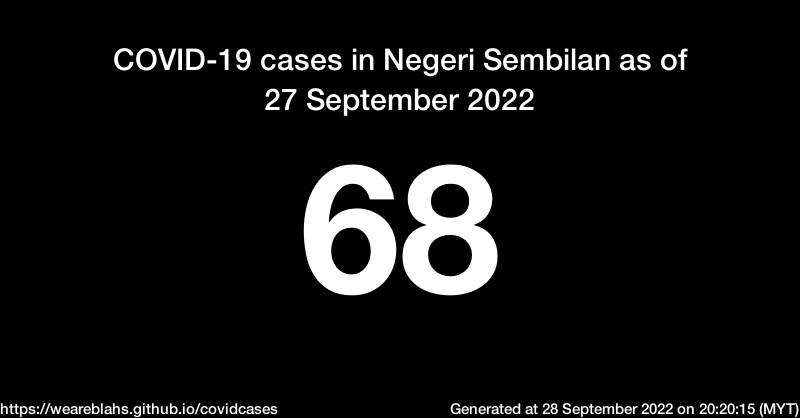 COVID-19 cases in Negeri Sembilan as of
27 September 2022
68
https://weareblahs.github.io/covidcases
Generated at 28 September 2022 on 20:20:15 (MYT)